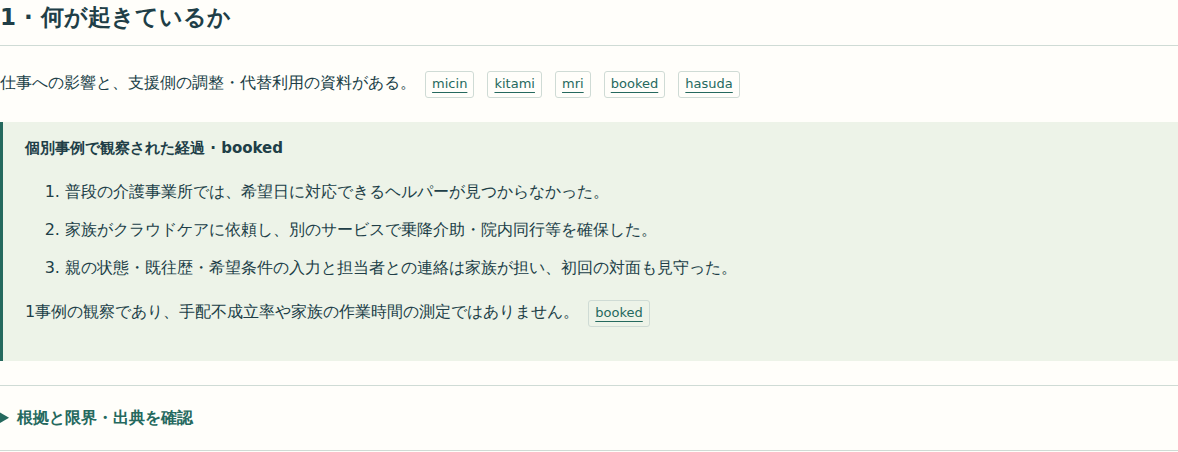 1・何が起きているか
仕事への影響と、支援側の調整・代替利用の資料がある。 micin kitami mri booked hasuda
個別事例で観察された経過・booked
1. 普段の介護事業所では、希望日に対応できるヘルパーが見つからなかった。
2. 家族がクラウドケアに依頼し、別のサービスで乗降介助・院内同行等を確保した。
3. 親の状態・既往歴・希望条件の入力と担当者との連絡は家族が担い、初回の対面も見守った。
1事例の観察であり、手配不成立率や家族の作業時間の測定ではありません。 booked
▶ 根拠と限界・出典を確認